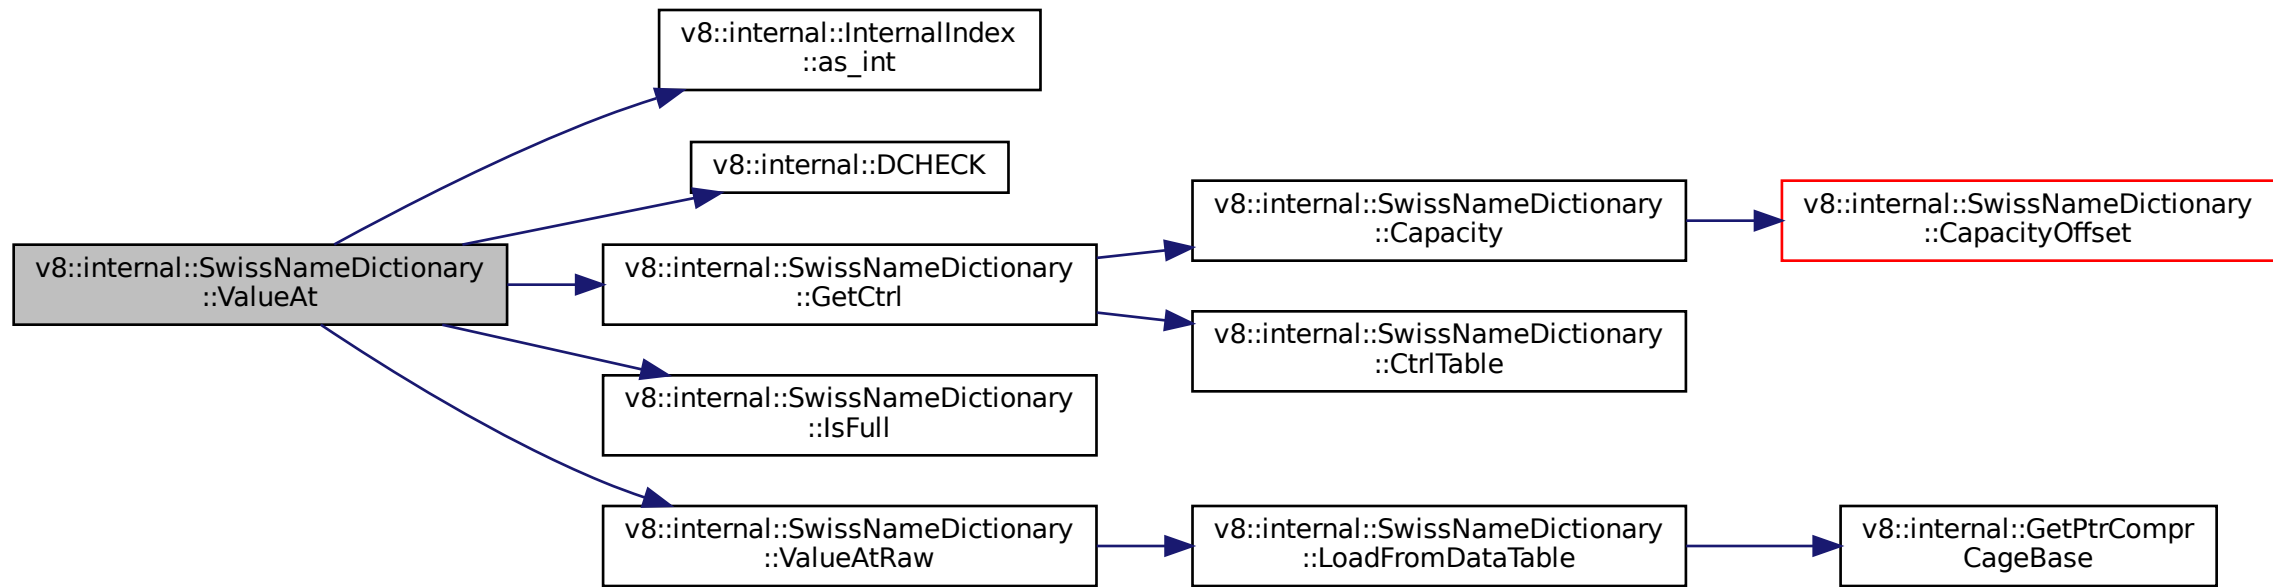 v8::internal::InternalIndex
::as_int
v8::internal::DCHECK
v8::internal::SwissNameDictionary
::ValueAt
v8::internal::SwissNameDictionary
::GetCtrl
v8::internal::SwissNameDictionary
::Capacity
v8::internal::SwissNameDictionary
::CapacityOffset
v8::internal::SwissNameDictionary
::CtrlTable
v8::internal::SwissNameDictionary
::IsFull
v8::internal::SwissNameDictionary
::ValueAtRaw
v8::internal::SwissNameDictionary
::LoadFromDataTable
v8::internal::GetPtrCompr
CageBase